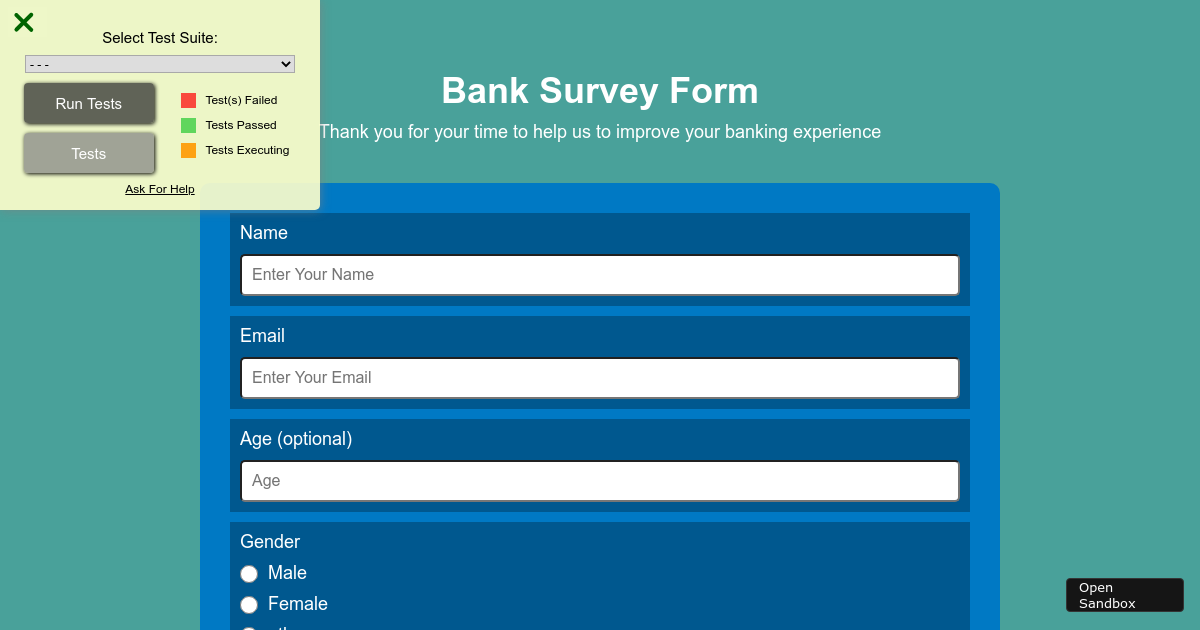 Select Test Suite:
- - -
Run Tests
Tests
Test(s) Failed
Tests Passed
Tests Executing
Ask For Help
Bank Survey Form
Thank you for your time to help us to improve your banking experience
Name
Enter Your Name
Email
Enter Your Email
Age (optional)
Age
Gender
Male
Female
Open
Sandbox